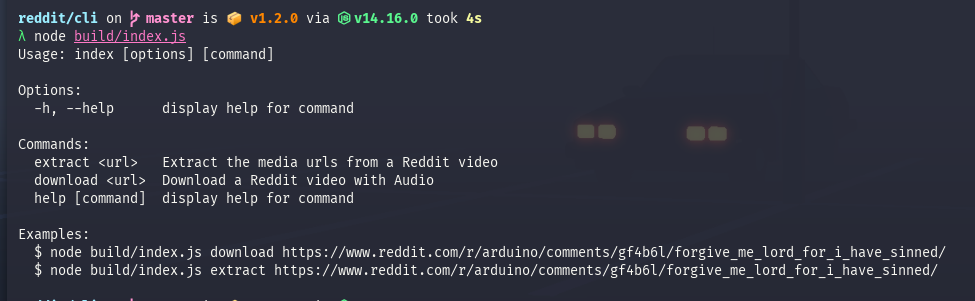 reddit/cli on master is 📦 v1.2.0 via v14.16.0 took 4s
λ node build/index.js
Usage: index [options] [command]
Options:
-h, --help display help for command
Commands:
extract <url> Extract the media urls from a Reddit video
download <url> Download a Reddit video with Audio
help [command] display help for command
Examples:
$ node build/index.js download https://www.reddit.com/r/arduino/comments/gf4b6l/forgive_me_lord_for_i_have_sinned/
$ node build/index.js extract https://www.reddit.com/r/arduino/comments/gf4b6l/forgive_me_lord_for_i_have_sinned/